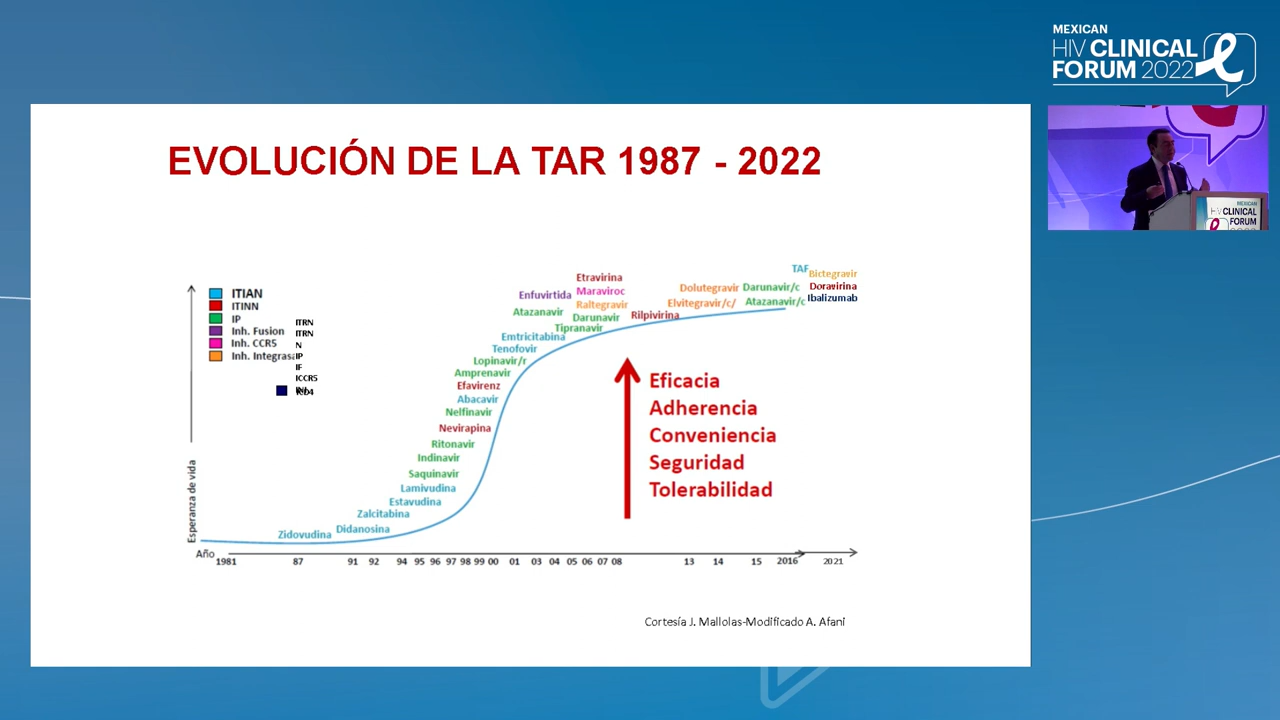 MEXICAN
HIV CLINICAL
FORUM 2022
MEXICAN
HIV CLINICAL
FORUM
EVOLUCIÓN DE LA TAR 1987 - 2022
ITIAN
ITINN
IP
Inh. Fusion
Inh. CCR5
Inh. Integras
ITRN
ITRN
N
IP
IF
ICCR5
TAF
Bictegravir
Doravirina
Ibalizumab
Dolutegravir
Darunavir/c
Elvitegravir/c/
Atazanavir/c
Rilpivirina
Etravirina
Maraviroc
Enfuvirtida
Raltegravir
Atazanavir
Darunavir
Tipranavir
Emtricitabina
Tenofovir
Lopinavir/r
Amprenavir
Efavirenz
Abacavir
Nelfinavir
Nevirapina
Ritonavir
Indinavir
Saquinavir
Lamivudina
Estavudina
Zalcitabina
Didanosina
Zidovudina
Eficacia
Adherencia
Conveniencia
Seguridad
Tolerabilidad
Esperanza de vida
Año
1981 87 91 92 94 95 96 97 98 99 00 01 03 04 05 06 07 08 13 14 15 2016 2021
Cortesía J. Mallolas-Modificado A. Afani